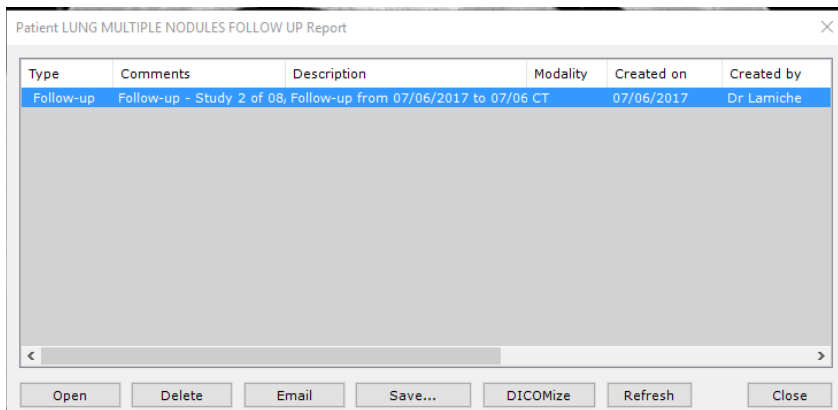 Patient LUNG MULTIPLE NODULES FOLLOW UP Report
Type Comments Description Modality Created on Created by
Follow-up Follow-up - Study 2 of 08, Follow-up from 07/06/2017 to 07/06 CT 07/06/2017 Dr Lamiche
Open Delete Email Save... DICOMize Refresh Close